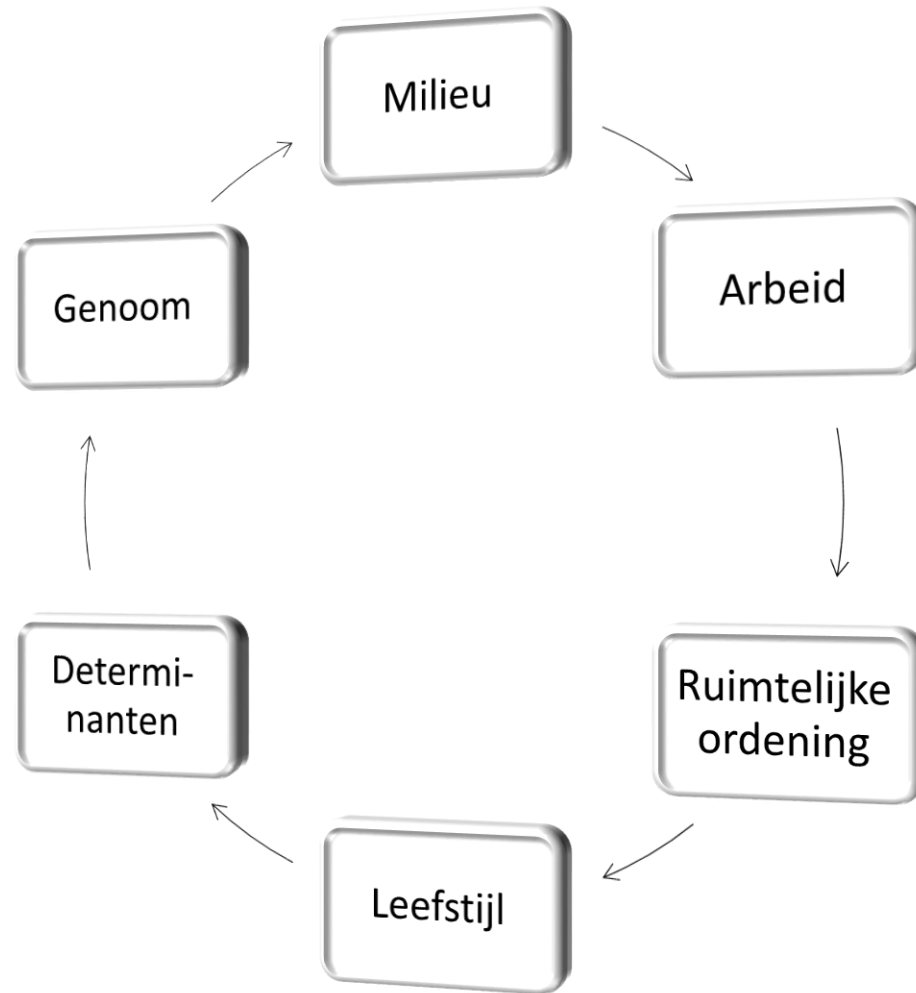 Milieu
Arbeid
Ruimtelijke
ordening
Leefstijl
Determi-
nanten
Genoom